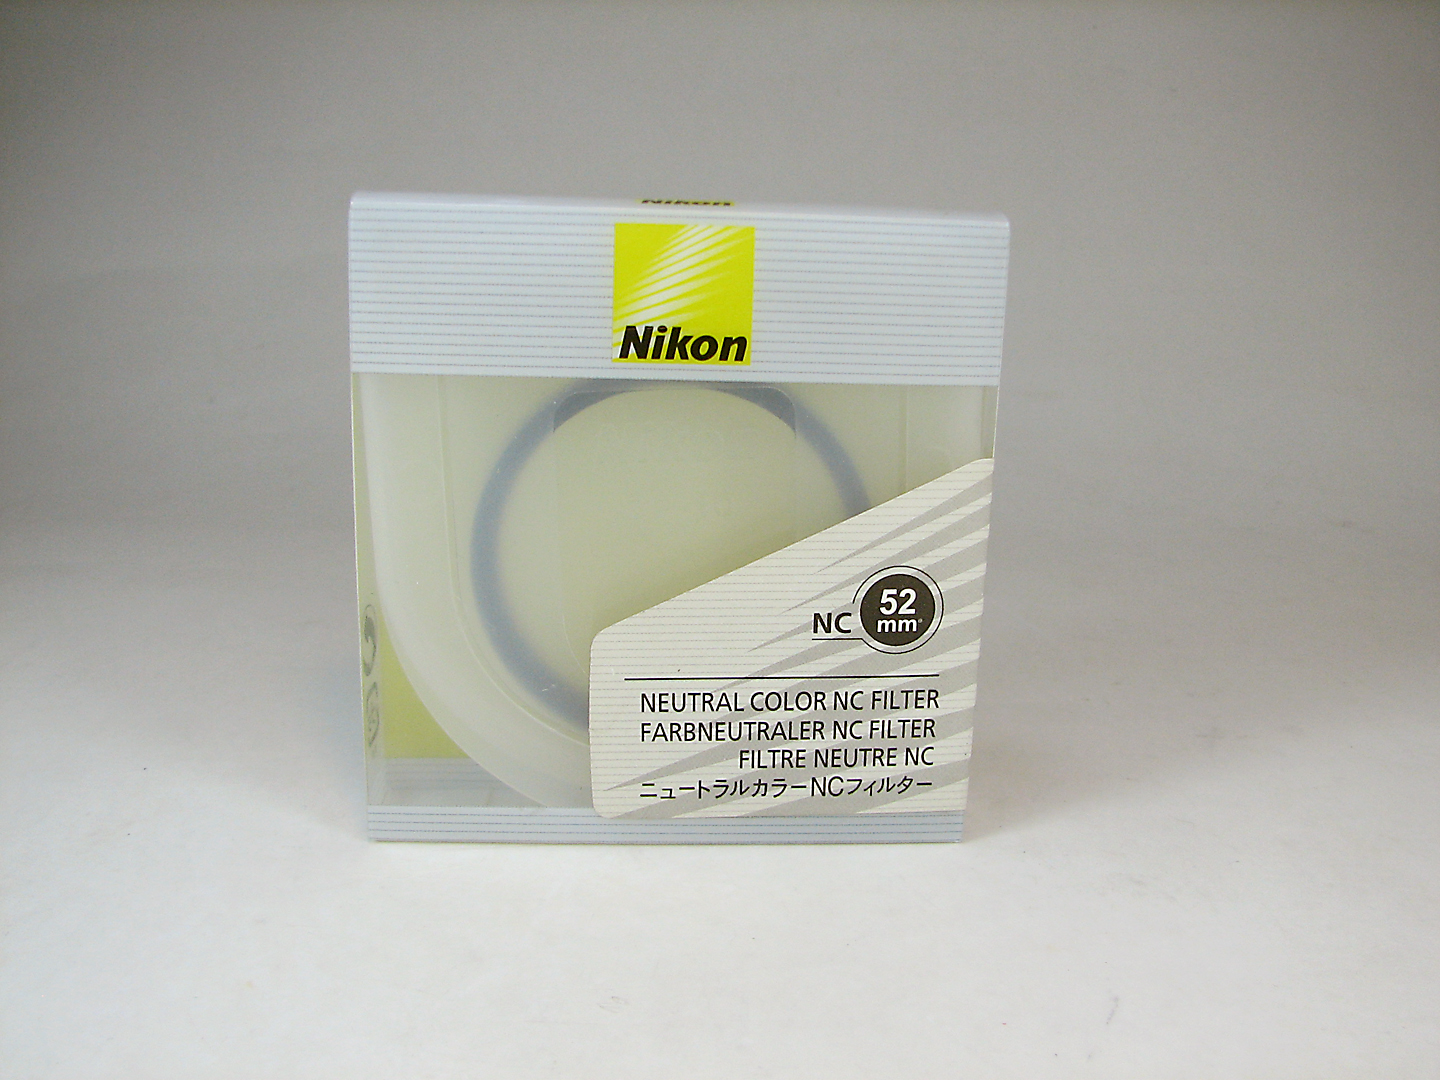 Nikon
Nikon
NC 52 mm
NEUTRAL COLOR NC FILTER
FARBNEUTRALER NC FILTER
FILTRE NEUTRE NC
ニュートラルカラーNCフィルター